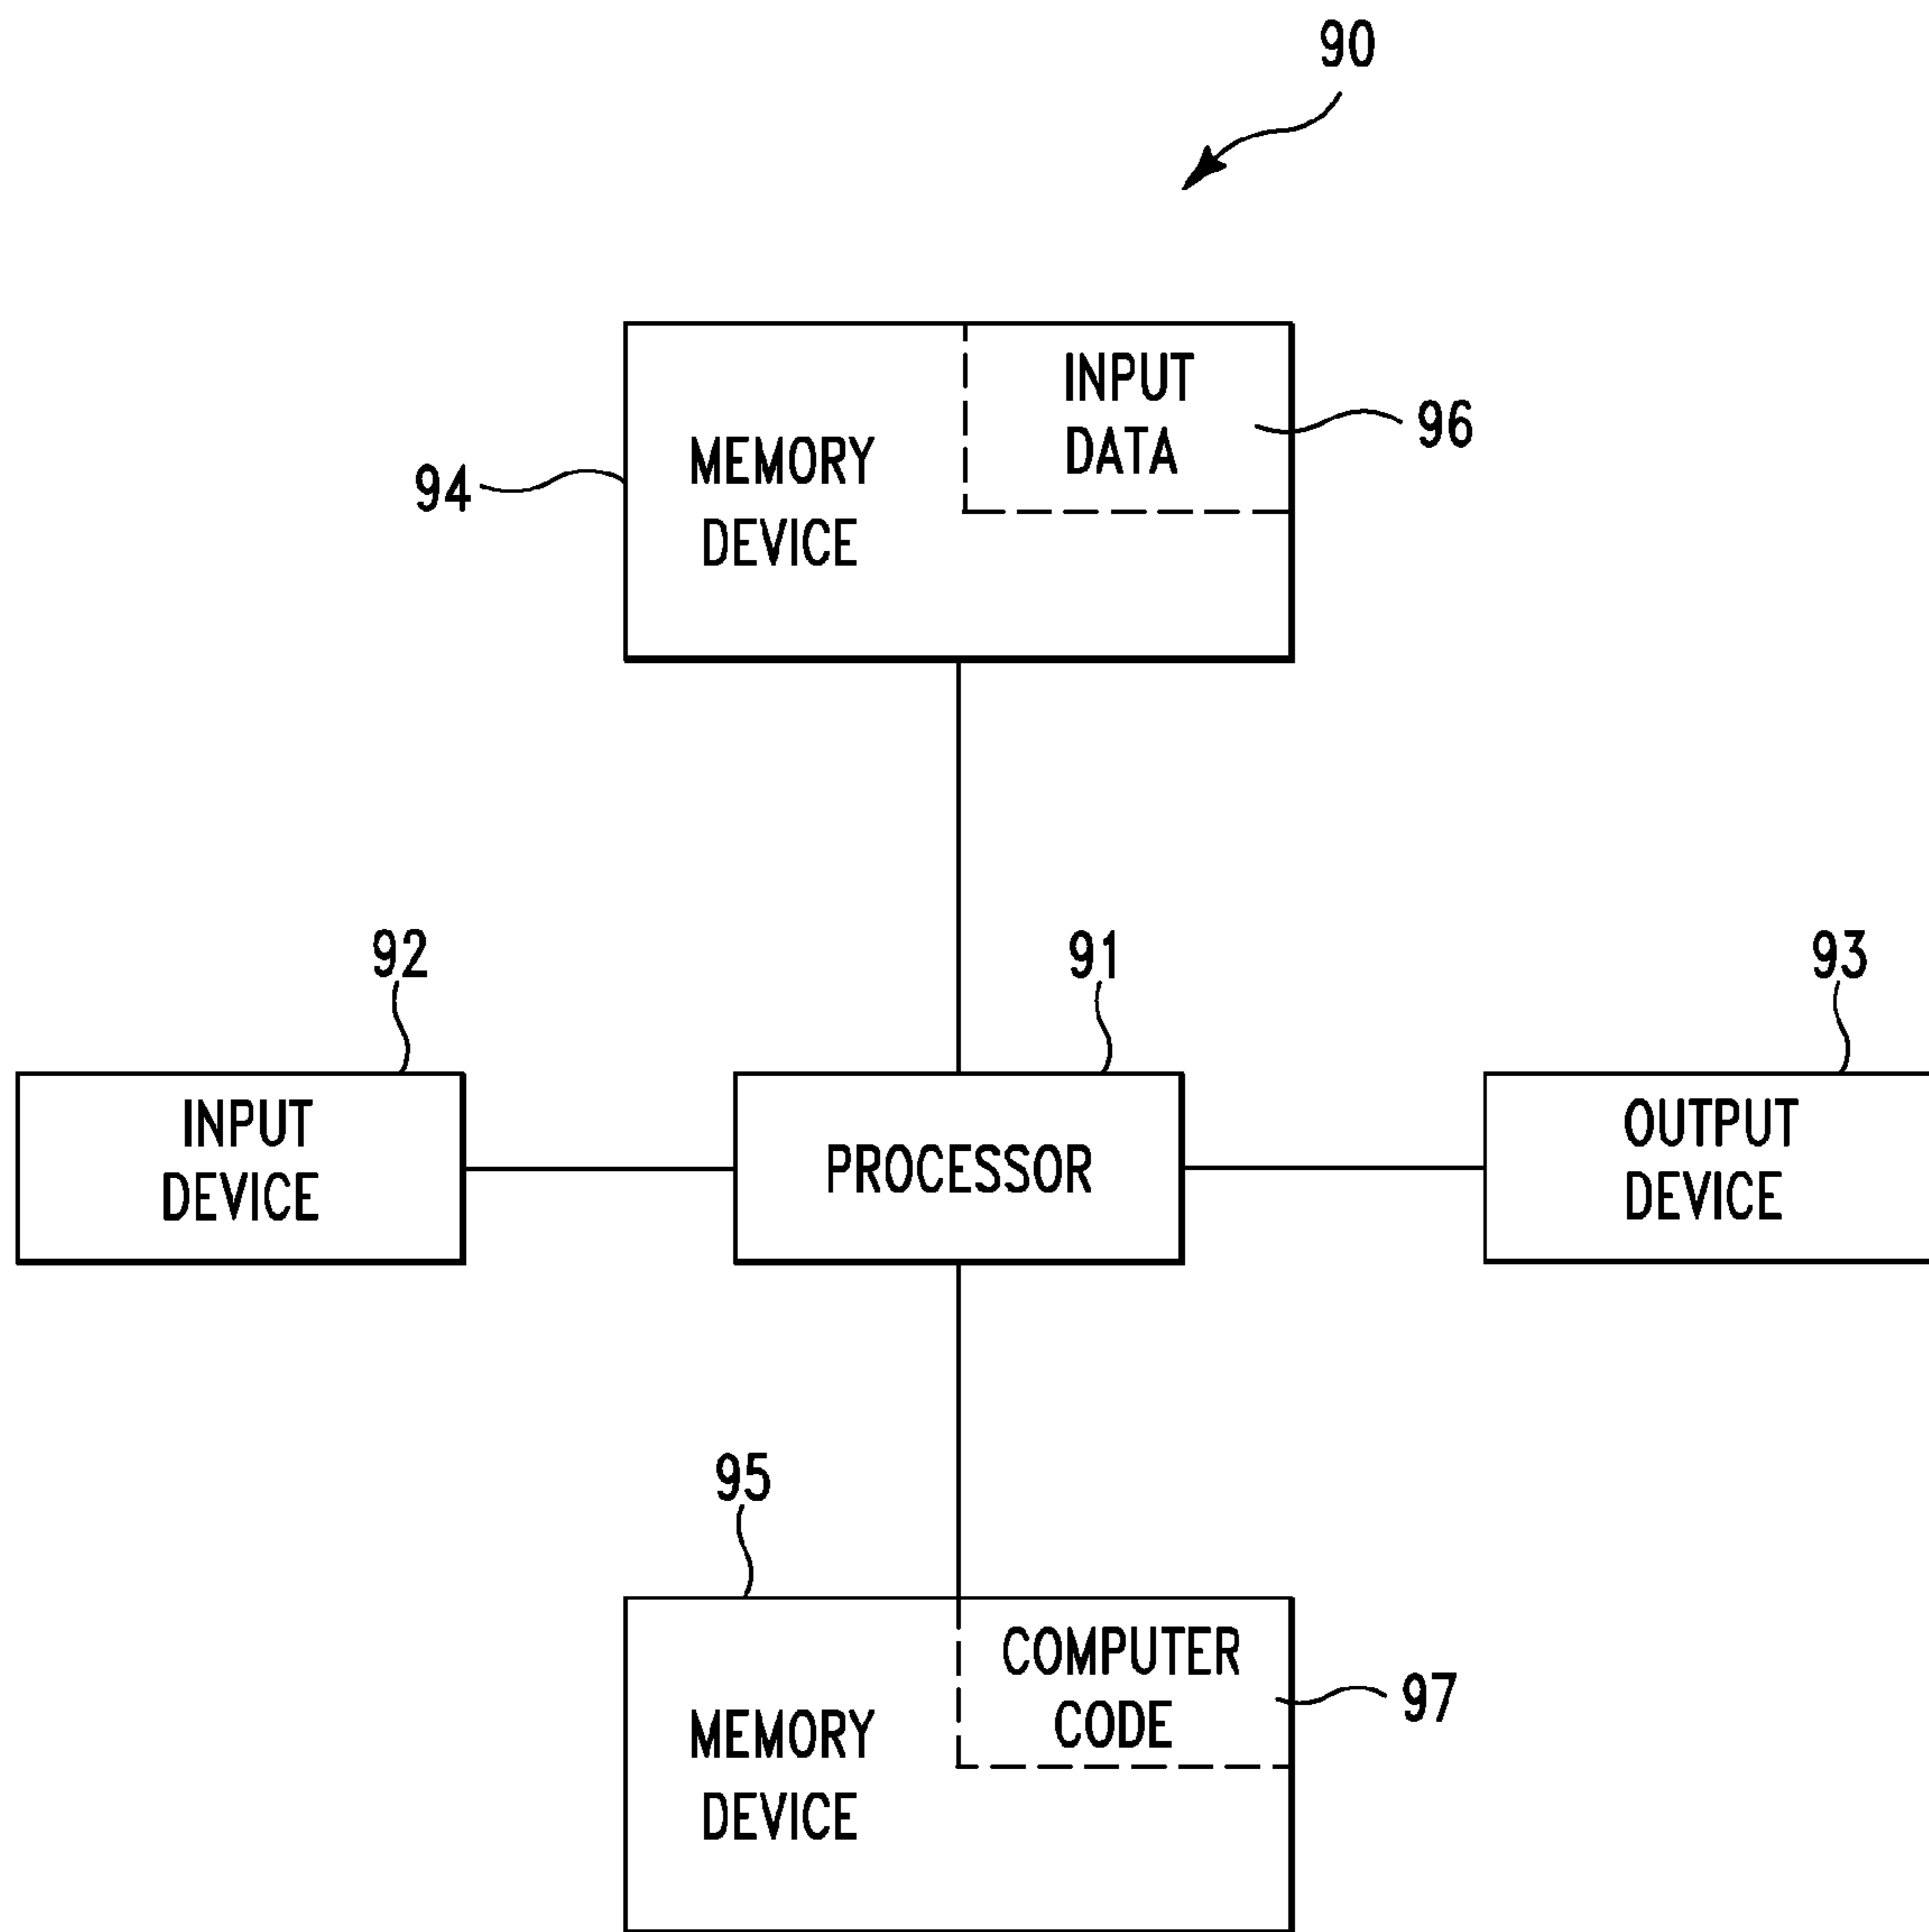 90
INPUT
DATA
96
MEMORY
DEVICE
94
92
91
93
INPUT
DEVICE
PROCESSOR
OUTPUT
DEVICE
95
COMPUTER
CODE
97
MEMORY
DEVICE